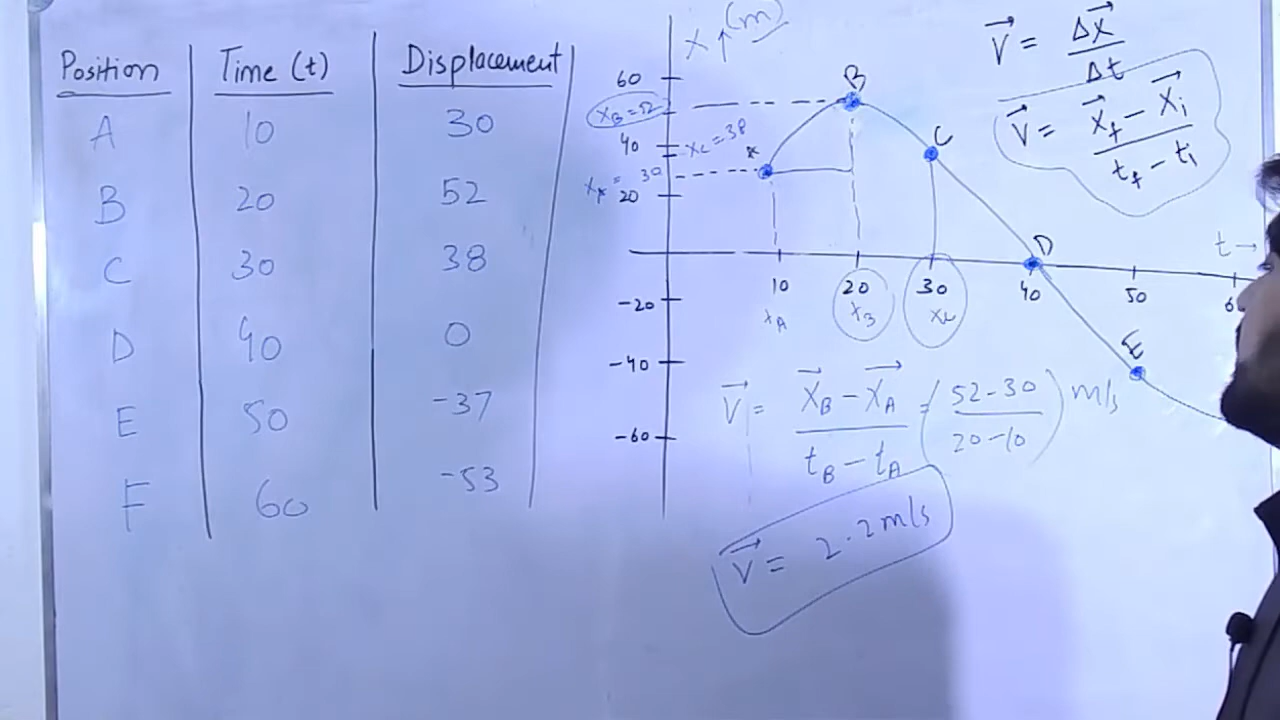 Position Time (t) Displacement
A 10 30
B 20 52
C 30 38
D 40 0
E 50 -37
F 60 -53
X ↑ (m)
60
X_B = 52
40
X_C = 38
30
20
-20
-40
-60
B
C
D
E
t →
10 20 30 40 50
X_A X_B X_C
V⃗ = ΔX⃗ / Δt
V⃗ = (X⃗_f - X⃗_i) / (t_f - t_i)
V⃗ = (X⃗_B - X⃗_A) / (t_B - t_A) = ((52-30) / (20-10)) m/s
V⃗ = 2.2 m/s